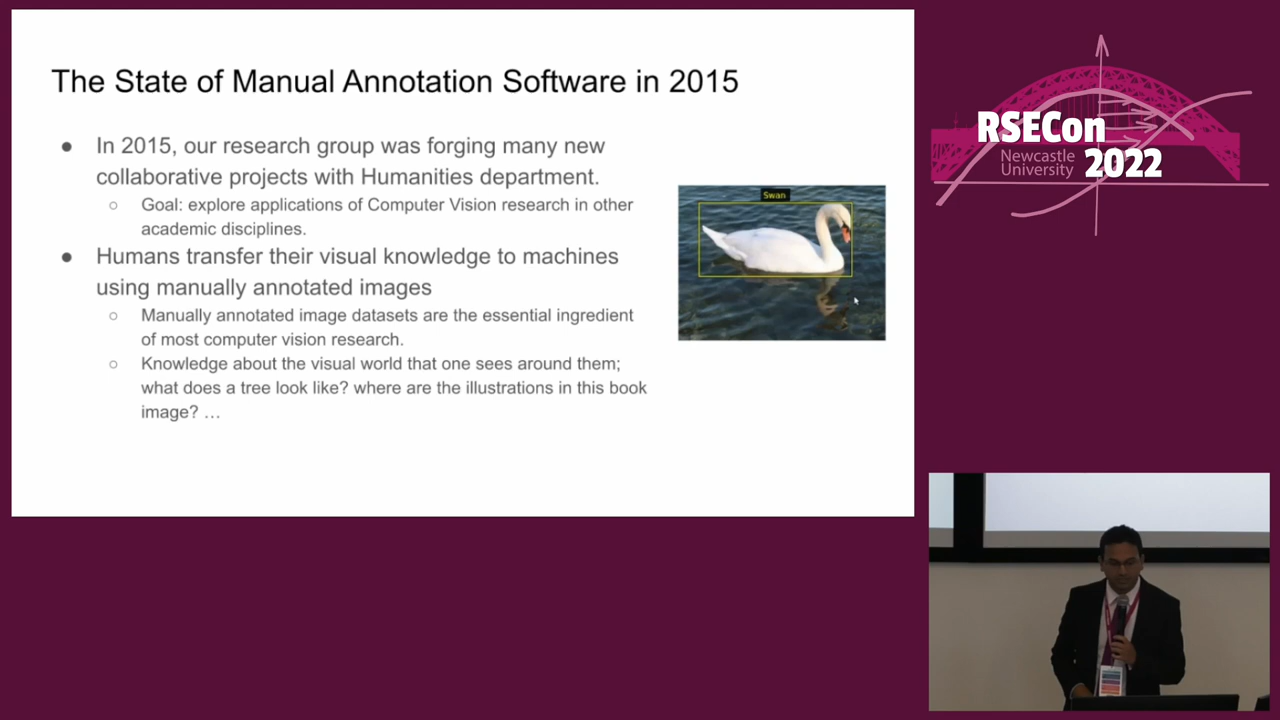 The State of Manual Annotation Software in 2015
● In 2015, our research group was forging many new
collaborative projects with Humanities department.
○ Goal: explore applications of Computer Vision research in other
academic disciplines.
● Humans transfer their visual knowledge to machines
using manually annotated images
○ Manually annotated image datasets are the essential ingredient
of most computer vision research.
○ Knowledge about the visual world that one sees around them;
what does a tree look like? where are the illustrations in this book
image? …
Swan
RSECon
Newcastle
University
2022